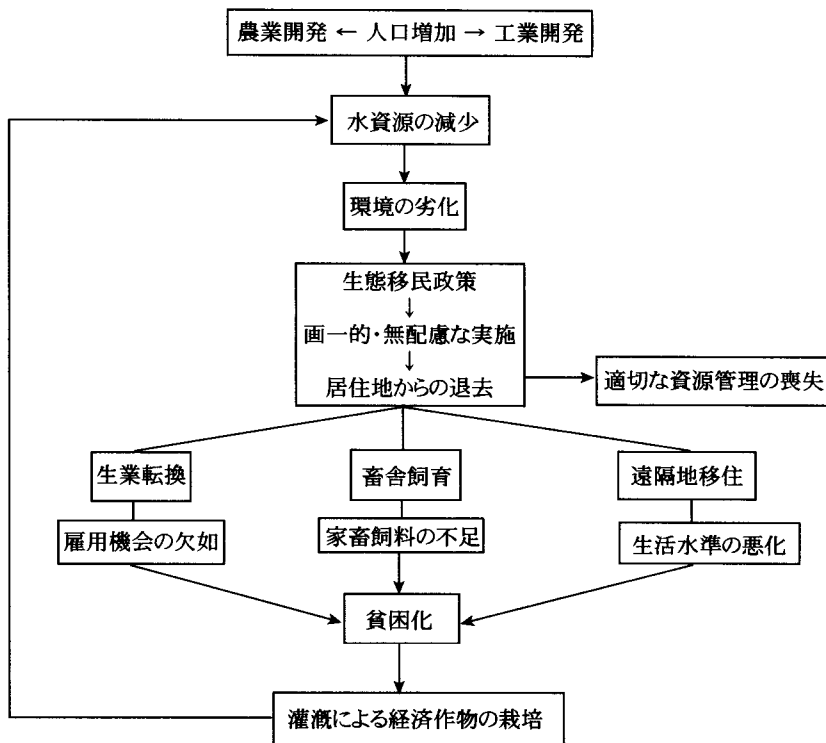 農業開発 ← 人口増加 → 工業開発
水資源の減少
環境の劣化
生態移民政策
↓
画一的・無配慮な実施
↓
居住地からの退去
適切な資源管理の喪失
生業転換
畜舎飼育
遠隔地移住
雇用機会の欠如
家畜飼料の不足
生活水準の悪化
貧困化
灌漑による経済作物の栽培